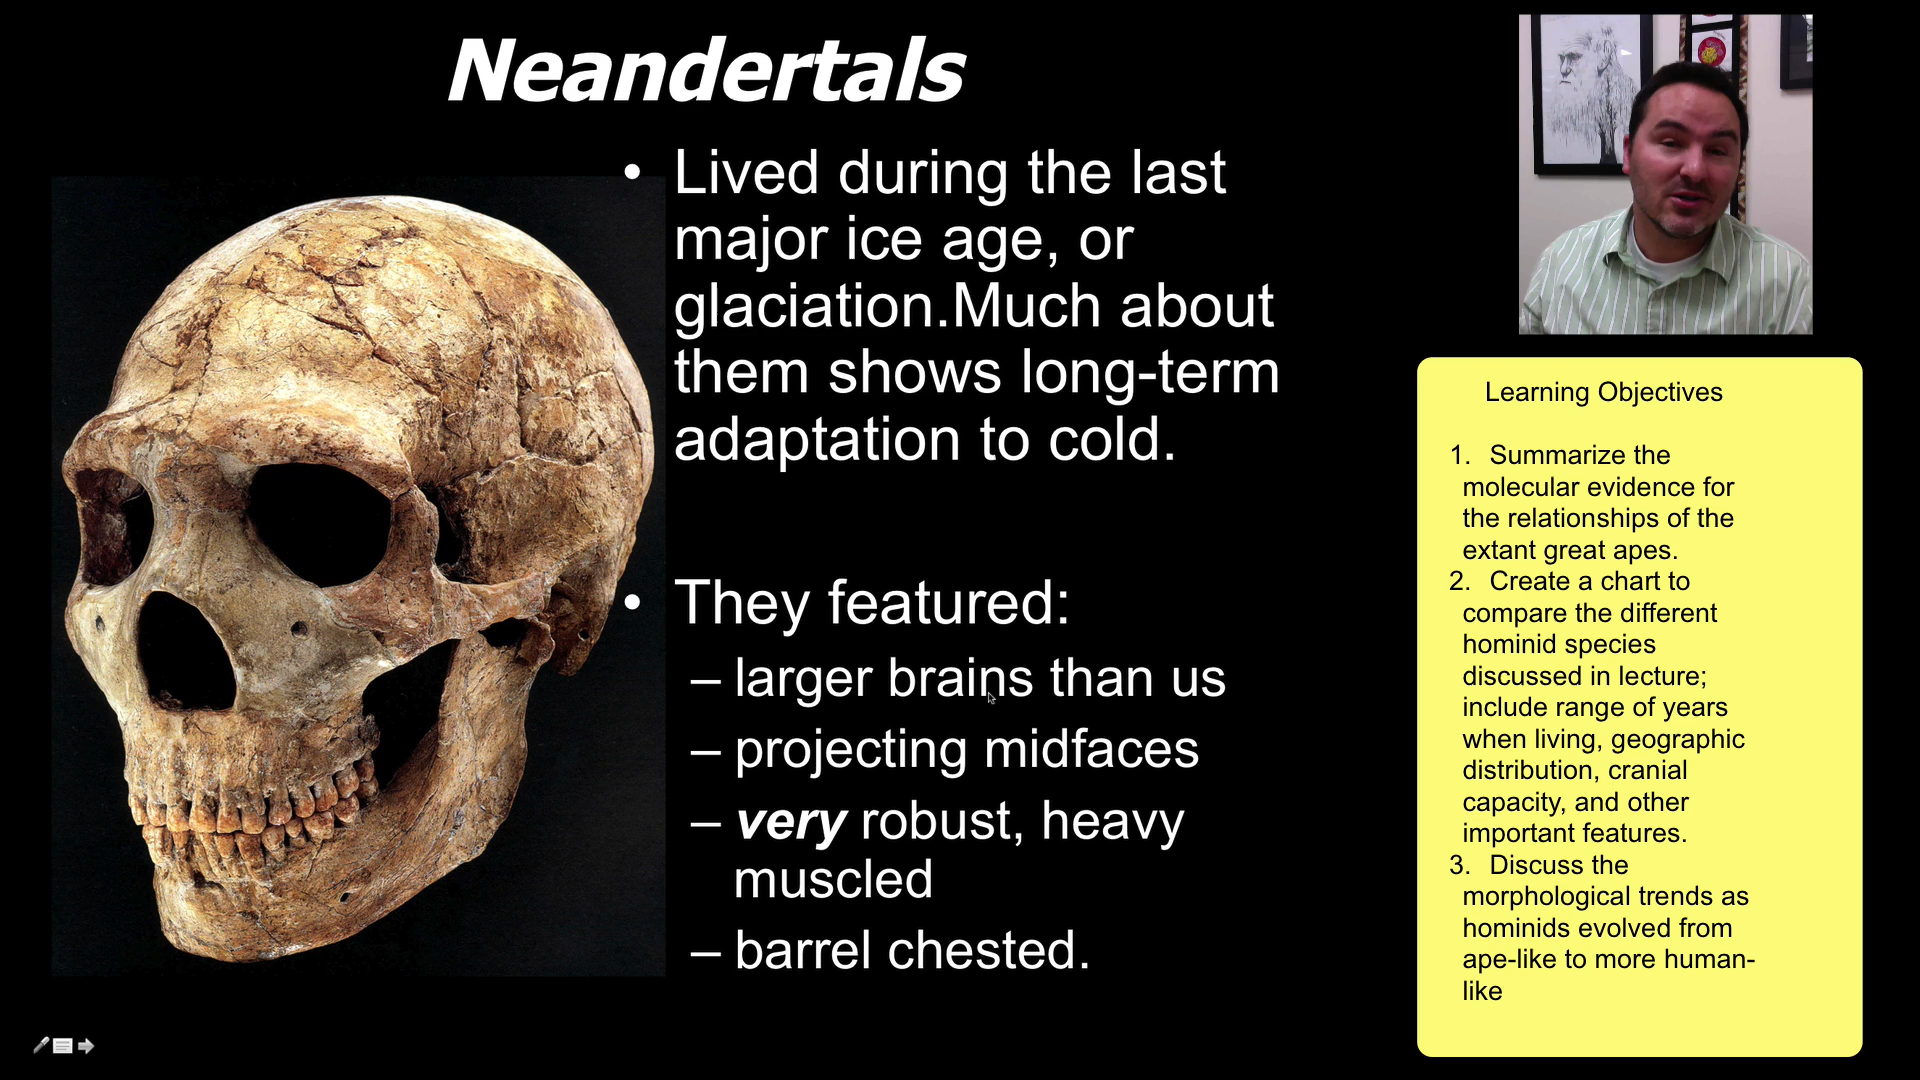 Neandertals
• Lived during the last
major ice age, or
glaciation.Much about
them shows long-term
adaptation to cold.
• They featured:
– larger brains than us
– projecting midfaces
– very robust, heavy
muscled
– barrel chested.
Learning Objectives
1. Summarize the
molecular evidence for
the relationships of the
extant great apes.
2. Create a chart to
compare the different
hominid species
discussed in lecture;
include range of years
when living, geographic
distribution, cranial
capacity, and other
important features.
3. Discuss the
morphological trends as
hominids evolved from
ape-like to more human-
like